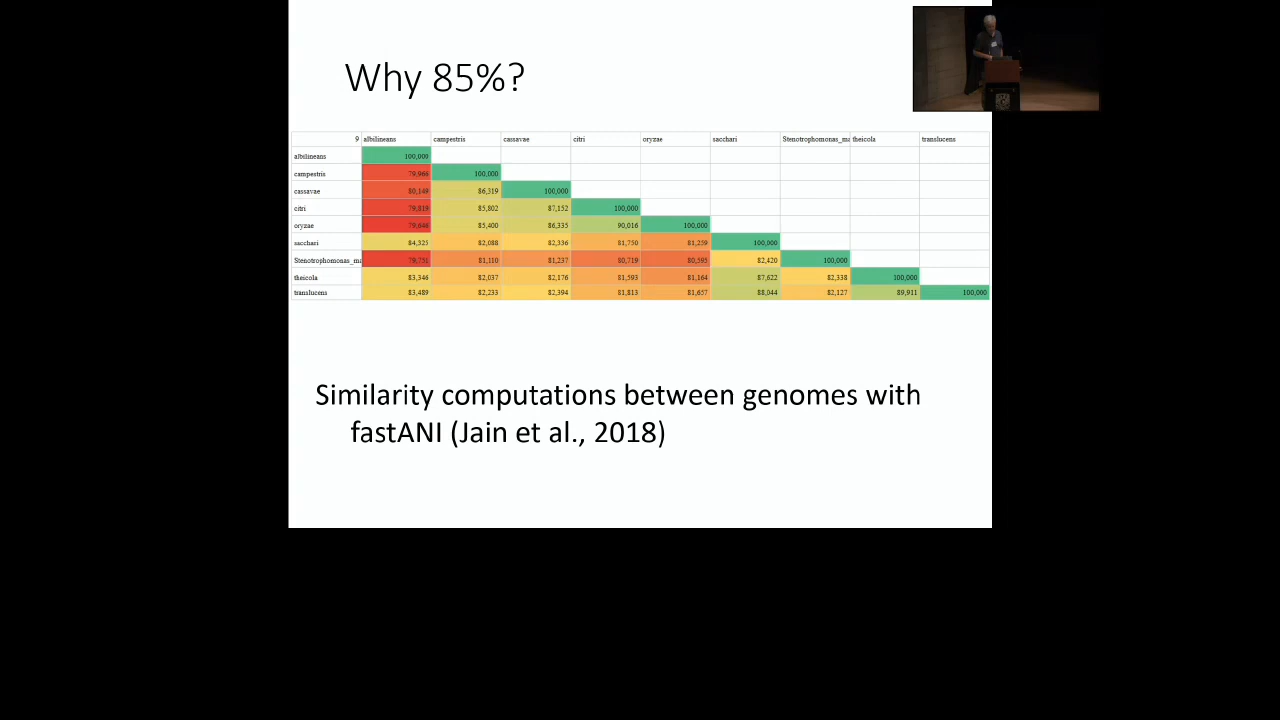 Why 85%?
9 albilineans campestris cassavae citri oryzae sacchari Stenotrophomonas_ma theicola translucens
albilineans 100,000
campestris 79,966 100,000
cassavae 80,149 86,319 100,000
citri 79,819 85,802 87,152 100,000
oryzae 79,648 85,400 86,335 90,016 100,000
sacchari 84,325 82,088 82,336 81,750 81,259 100,000
Stenotrophomonas_ma 79,751 81,110 81,237 80,719 80,595 82,420 100,000
theicola 83,346 82,037 82,176 81,593 81,164 87,622 82,338 100,000
translucens 83,489 82,233 82,394 81,813 81,657 88,044 82,127 89,911 100,000
Similarity computations between genomes with
fastANI (Jain et al., 2018)